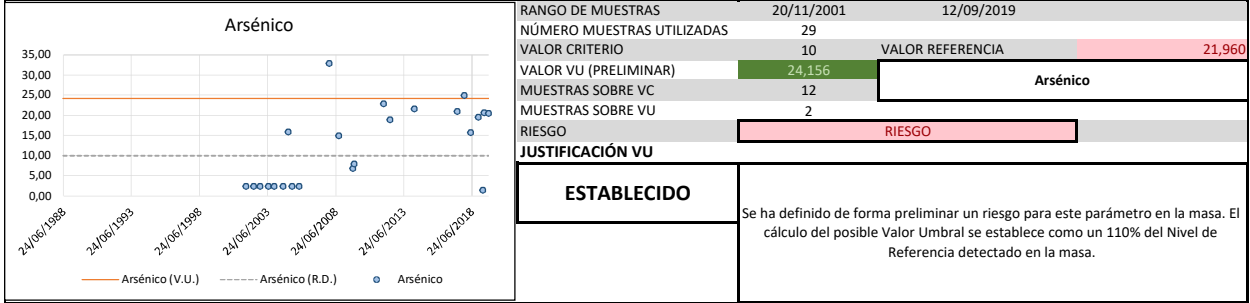 Arsénico
35,00
30,00
25,00
20,00
15,00
10,00
5,00
0,00
24/06/1988
24/06/1993
24/06/1998
24/06/2003
24/06/2008
24/06/2013
24/06/2018
Arsénico (V.U.) Arsénico (R.D.) Arsénico
RANGO DE MUESTRAS 20/11/2001 12/09/2019
NÚMERO MUESTRAS UTILIZADAS 29
VALOR CRITERIO 10 VALOR REFERENCIA 21,960
VALOR VU (PRELIMINAR) 24,156
Arsénico
MUESTRAS SOBRE VC 12
MUESTRAS SOBRE VU 2
RIESGO RIESGO
JUSTIFICACIÓN VU
ESTABLECIDO
Se ha definido de forma preliminar un riesgo para este parámetro en la masa. El
cálculo del posible Valor Umbral se establece como un 110% del Nivel de
Referencia detectado en la masa.